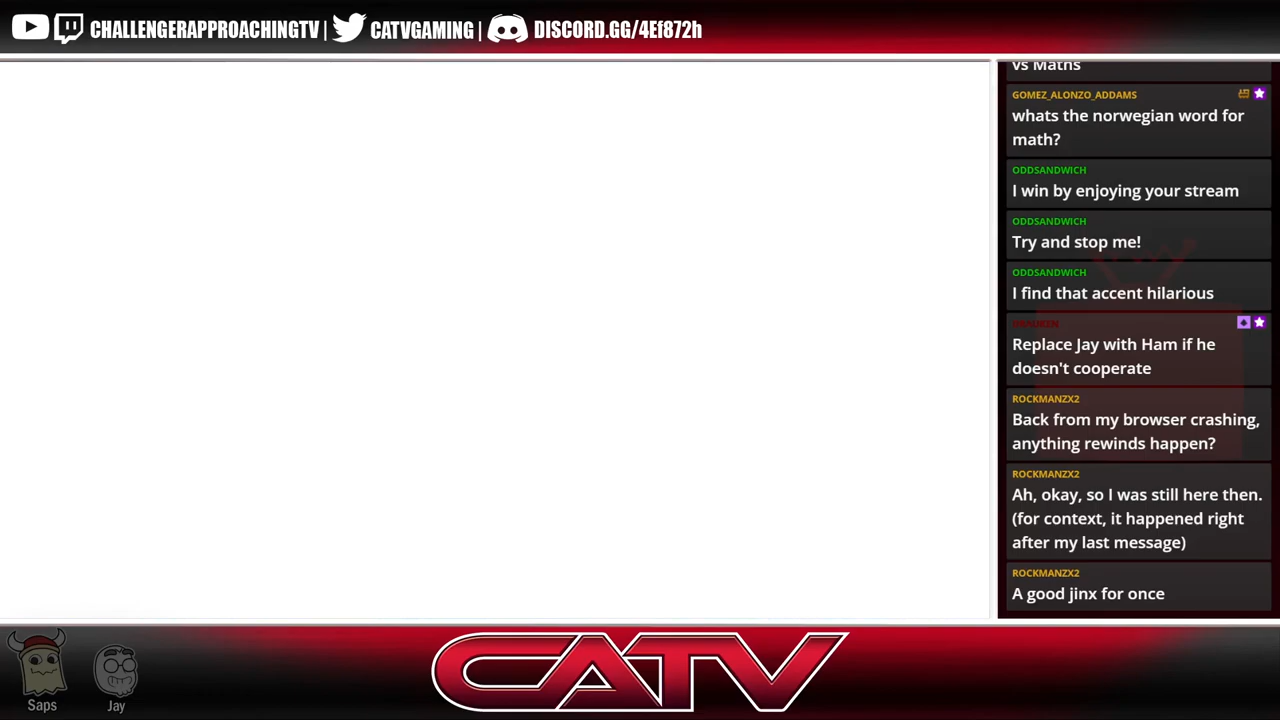 CHALLENGERAPPROACHINGTV | CATVGAMING | DISCORD.GG/4Ef872h
vs Maths
GOMEZ_ALONZO_ADDAMS
whats the norwegian word for
math?
ODDSANDWICH
I win by enjoying your stream
ODDSANDWICH
Try and stop me!
ODDSANDWICH
I find that accent hilarious
Replace Jay with Ham if he
doesn't cooperate
ROCKMANZX2
Back from my browser crashing,
anything rewinds happen?
ROCKMANZX2
Ah, okay, so I was still here then.
(for context, it happened right
after my last message)
ROCKMANZX2
A good jinx for once
Saps
Jay
CATV